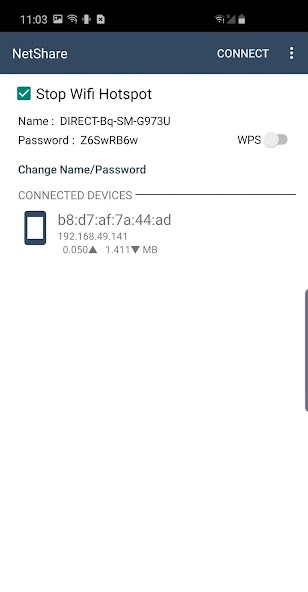 11:03
NetShare CONNECT
Stop Wifi Hotspot
Name : DIRECT-Bq-SM-G973U
Password : Z6SwRB6w WPS
Change Name/Password
CONNECTED DEVICES
b8:d7:af:7a:44:ad
192.168.49.141
0.050▲ 1.411▼ MB